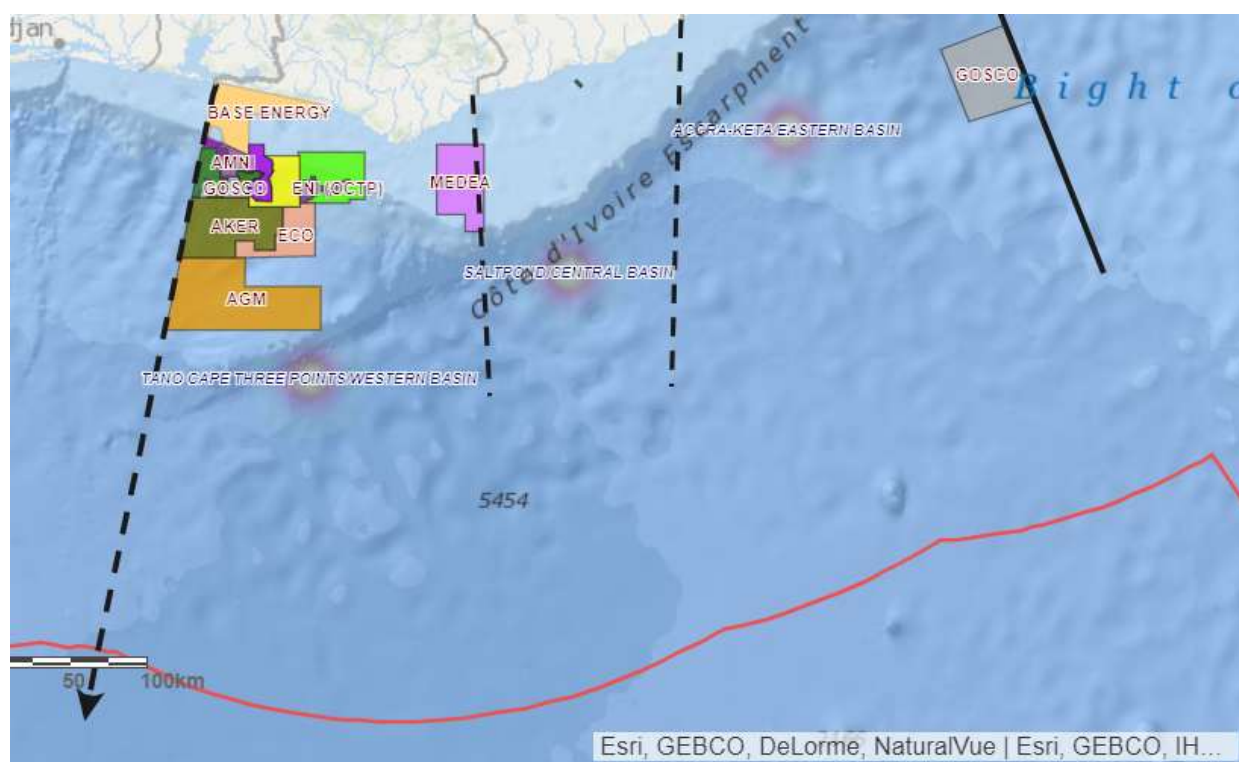 djan
GOSCO
Bight o
BASE ENERGY
ACCRA-KETA/EASTERN BASIN
AMNI
GOSCO
ENI (OCTP)
MEDEA
Côte d'Ivoire Escarpment
AKER
ECO
SALTPOND/CENTRAL BASIN
AGM
TANO CAPE THREE POINTS/WESTERN BASIN
5454
50
100km
Esri, GEBCO, DeLorme, NaturalVue | Esri, GEBCO, IH...